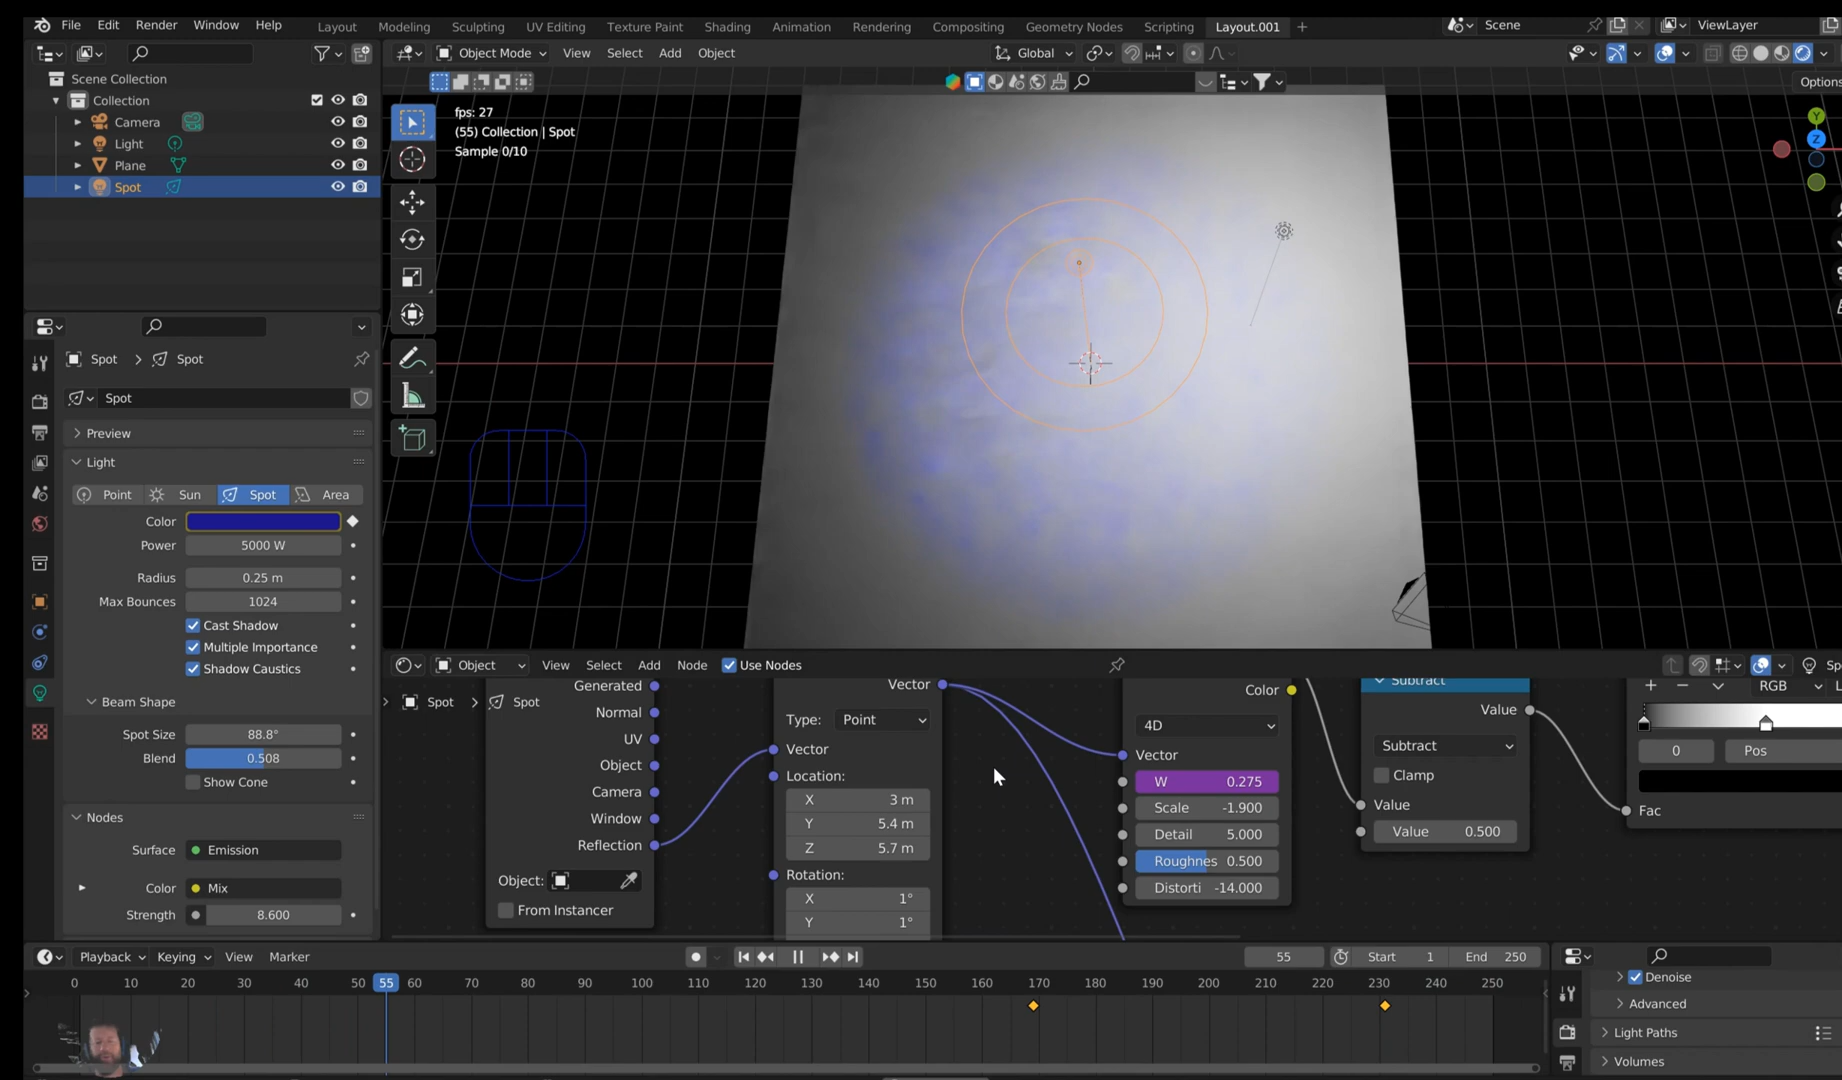 File Edit Render Window Help Layout Modeling Sculpting UV Editing Texture Paint Shading Animation Rendering Compositing Geometry Nodes Scripting Layout.001 + Scene ViewLayer
Object Mode View Select Add Object Global
Options
Scene Collection
Collection
Camera
Light
Plane
Spot
fps: 27
(55) Collection | Spot
Sample 0/10
Y
Z
Spot > Spot
Spot
Preview
Light
Point Sun Spot Area
Color
Power 5000 W
Radius 0.25 m
Max Bounces 1024
Cast Shadow
Multiple Importance
Shadow Caustics
Beam Shape
Spot Size 88.8°
Blend 0.508
Show Cone
Nodes
Surface Emission
Color Mix
Strength 8.600
Object View Select Add Node Use Nodes Sp
Spot > Spot
Generated
Normal
UV
Object
Camera
Window
Reflection
Object:
From Instancer
Vector
Type: Point
Vector
Location:
X 3 m
Y 5.4 m
Z 5.7 m
Rotation:
X 1°
Y 1°
Color
4D
Vector
W 0.275
Scale -1.900
Detail 5.000
Roughnes 0.500
Distorti -14.000
Subtract
Value
Subtract
Clamp
Value
Value 0.500
+ − RGB L
0 Pos
Fac
Playback Keying View Marker 55 Start 1 End 250
0 10 20 30 40 50 55 60 70 80 90 100 110 120 130 140 150 160 170 180 190 200 210 220 230 240 250
Denoise
Advanced
Light Paths
Volumes